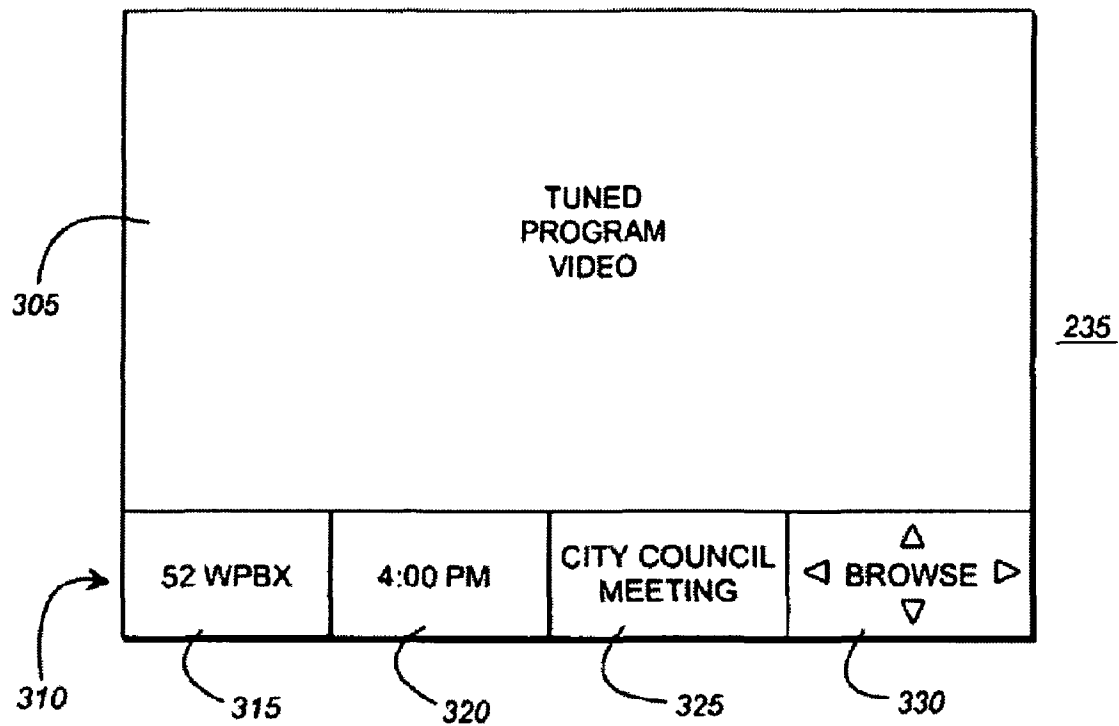 TUNED
PROGRAM
VIDEO
305
235
52 WPBX
4:00 PM
CITY COUNCIL
MEETING
BROWSE
310
315
320
325
330